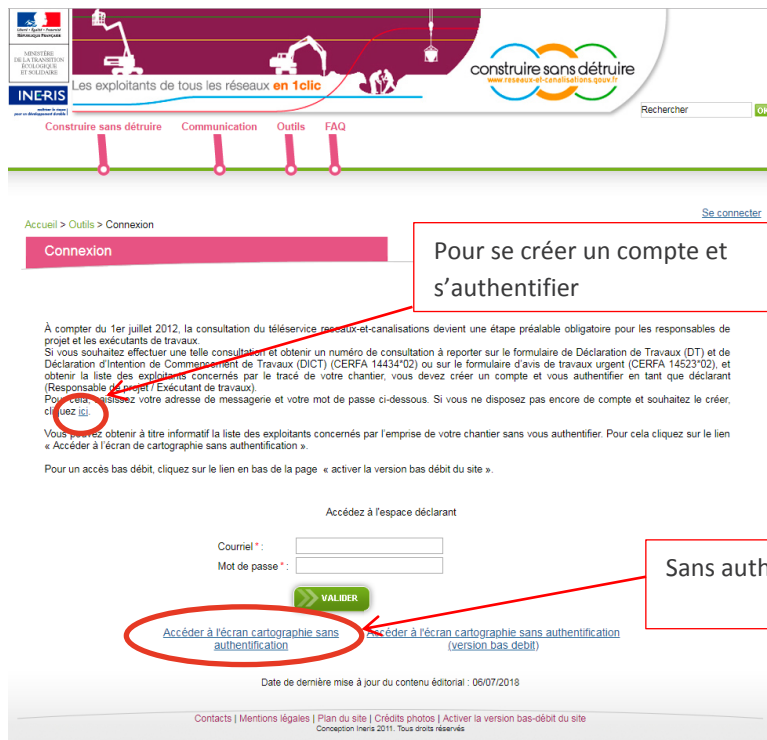 Liberté • Égalité • Fraternité
RÉPUBLIQUE FRANÇAISE
MINISTÈRE
DE LA TRANSITION
ÉCOLOGIQUE
ET SOLIDAIRE
INERIS
maîtriser le risque
pour un développement durable
Les exploitants de tous les réseaux en 1clic
construire sans détruire
www.reseaux-et-canalisations.gouv.fr
Rechercher
Construire sans détruire Communication Outils FAQ
Se connecter
Accueil > Outils > Connexion
Connexion
Pour se créer un compte et
s’authentifier
À compter du 1er juillet 2012, la consultation du téléservice reseaux-et-canalisations devient une étape préalable obligatoire pour les responsables de
projet et les exécutants de travaux.
Si vous souhaitez effectuer une telle consultation et obtenir un numéro de consultation à reporter sur le formulaire de Déclaration de Travaux (DT) et de
Déclaration d'Intention de Commencement de Travaux (DICT) (CERFA 14434*02) ou sur le formulaire d'avis de travaux urgent (CERFA 14523*02), et
obtenir la liste des exploitants concernés par le tracé de votre chantier, vous devez créer un compte et vous authentifier en tant que déclarant
(Responsable de projet / Exécutant de travaux).
Pour cela, saisissez votre adresse de messagerie et votre mot de passe ci-dessous. Si vous ne disposez pas encore de compte et souhaitez le créer,
cliquez ici.
Vous pouvez obtenir à titre informatif la liste des exploitants concernés par l'emprise de votre chantier sans vous authentifier. Pour cela cliquez sur le lien
« Accéder à l'écran de cartographie sans authentification ».
Pour un accès bas débit, cliquez sur le lien en bas de la page « activer la version bas débit du site ».
Accédez à l'espace déclarant
Courriel * :
Mot de passe * :
Sans auth
VALIDER
Accéder à l'écran cartographie sans Accéder à l'écran cartographie sans authentification
authentification (version bas debit)
Date de dernière mise à jour du contenu éditorial : 06/07/2018
Contacts | Mentions légales | Plan du site | Crédits photos | Activer la version bas-débit du site
Conception Ineris 2011. Tous droits réservés